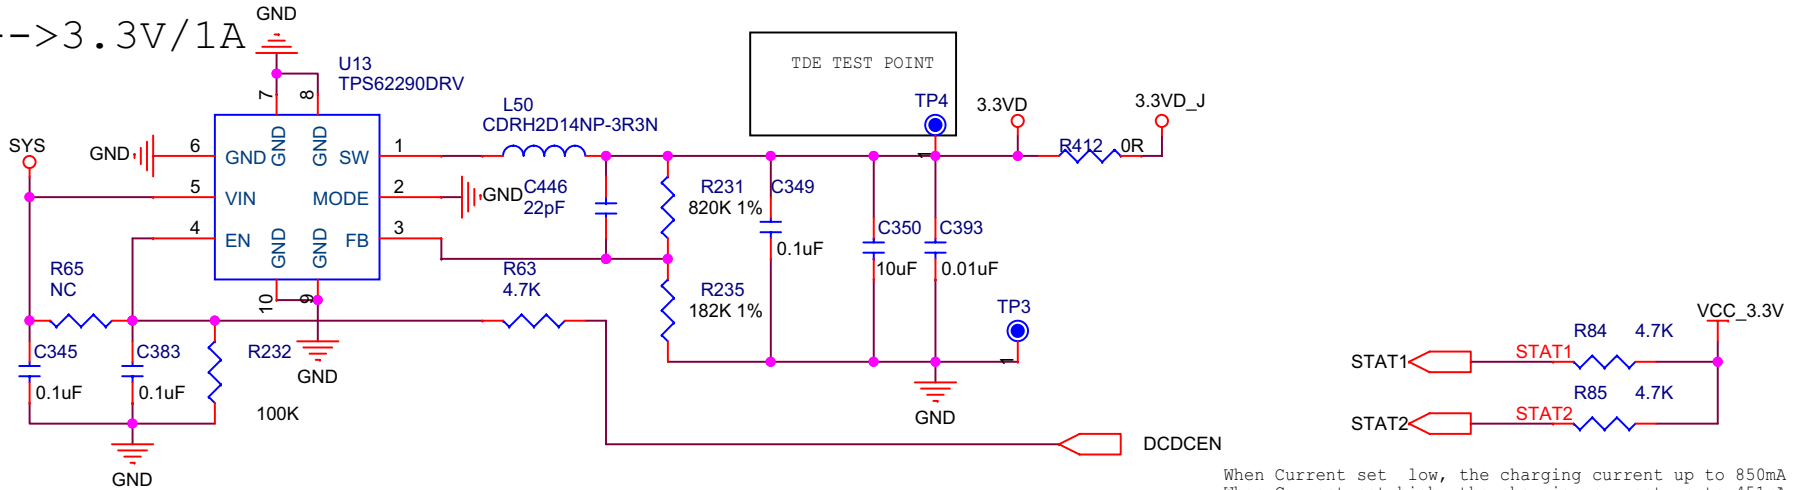 -->3.3V/1A
GND
U13
TPS62290DRV
7
8
GND
GND
SYS
GND
6
GND
SW
1
5
VIN
MODE
2
GND
4
EN
FB
3
GND
GND
10
9
L50
CDRH2D14NP-3R3N
C446
22pF
TDE TEST POINT
TP4
1
3.3VD
3.3VD_J
R412
0R
R231
820K 1%
C349
0.1uF
C350
10uF
C393
0.01uF
R65
NC
R63
4.7K
R235
182K 1%
TP3
1
C345
0.1uF
C383
0.1uF
R232
100K
GND
GND
GND
DCDCEN
VCC_3.3V
STAT1
STAT1
R84
4.7K
STAT2
STAT2
R85
4.7K
When Current set low, the charging current up to 850mA